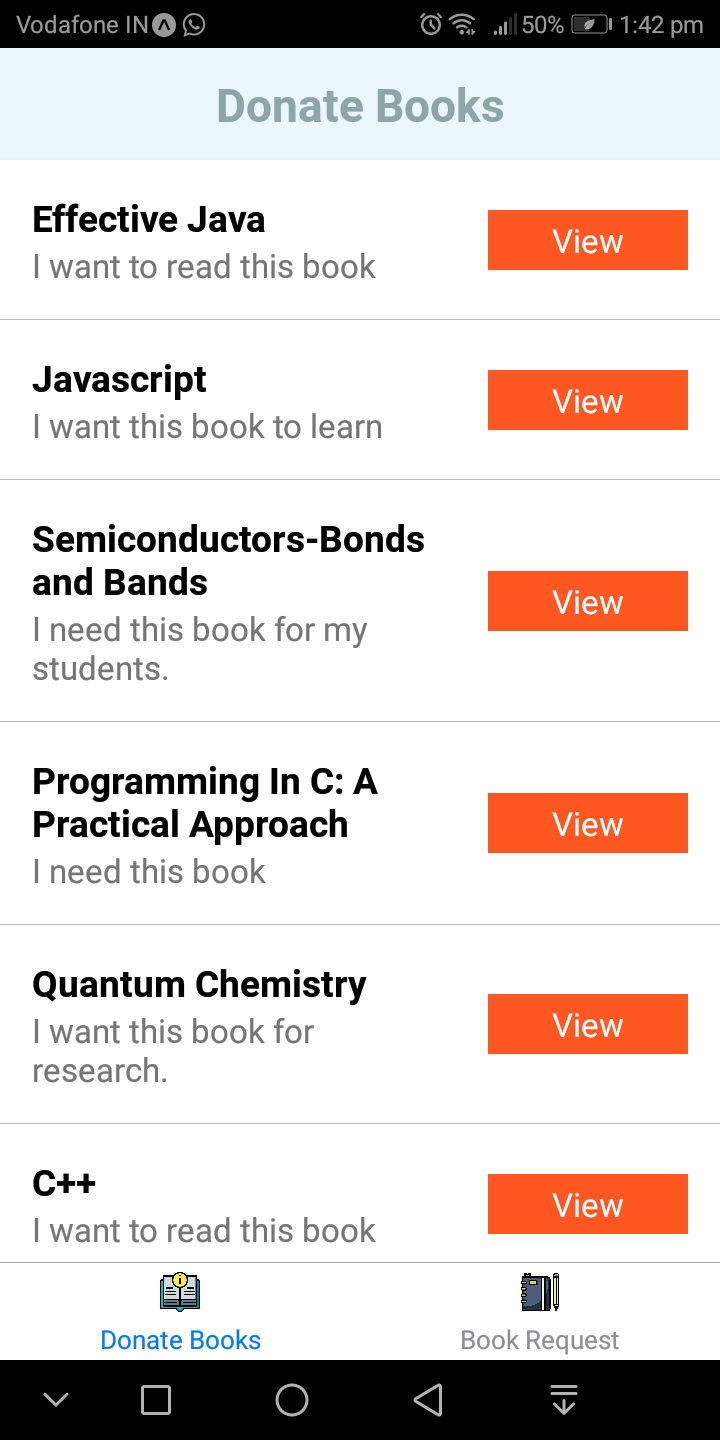 Vodafone IN 50% 1:42 pm
Donate Books
Effective Java
I want to read this book
View
Javascript
I want this book to learn
View
Semiconductors-Bonds
and Bands
I need this book for my
students.
View
Programming In C: A
Practical Approach
I need this book
View
Quantum Chemistry
I want this book for
research.
View
C++
I want to read this book
View
Donate Books
Book Request